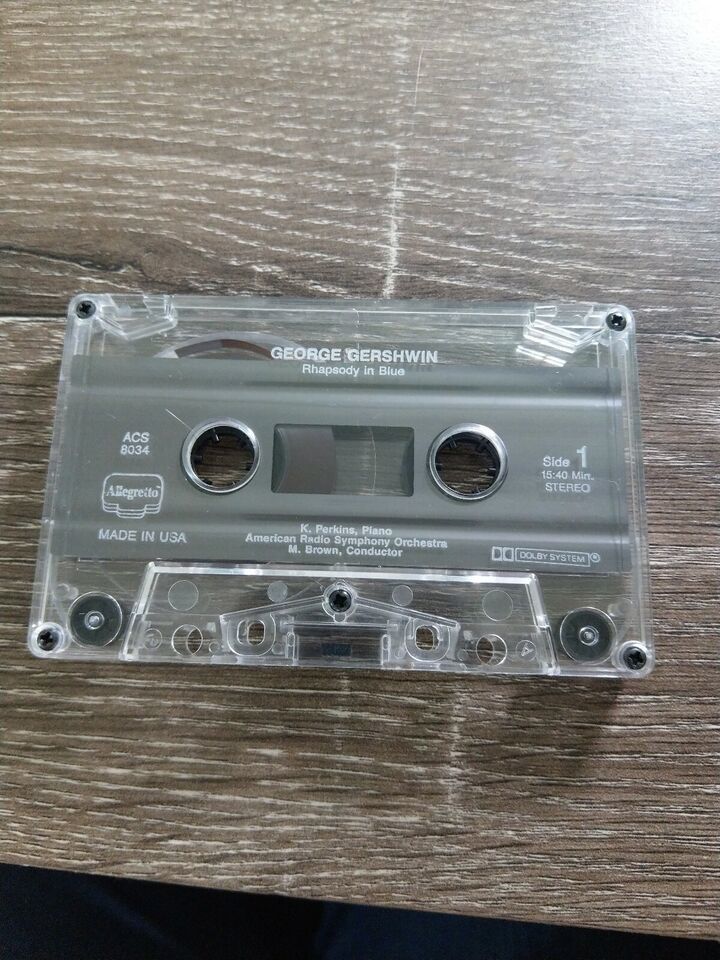 GEORGE GERSHWIN
Rhapsody in Blue
ACS
8034
Allegretto
MADE IN USA
Side 1
15:40 Min.
STEREO
K. Perkins, Piano
American Radio Symphony Orchestra
M. Brown, Conductor
DOLBY SYSTEM ®